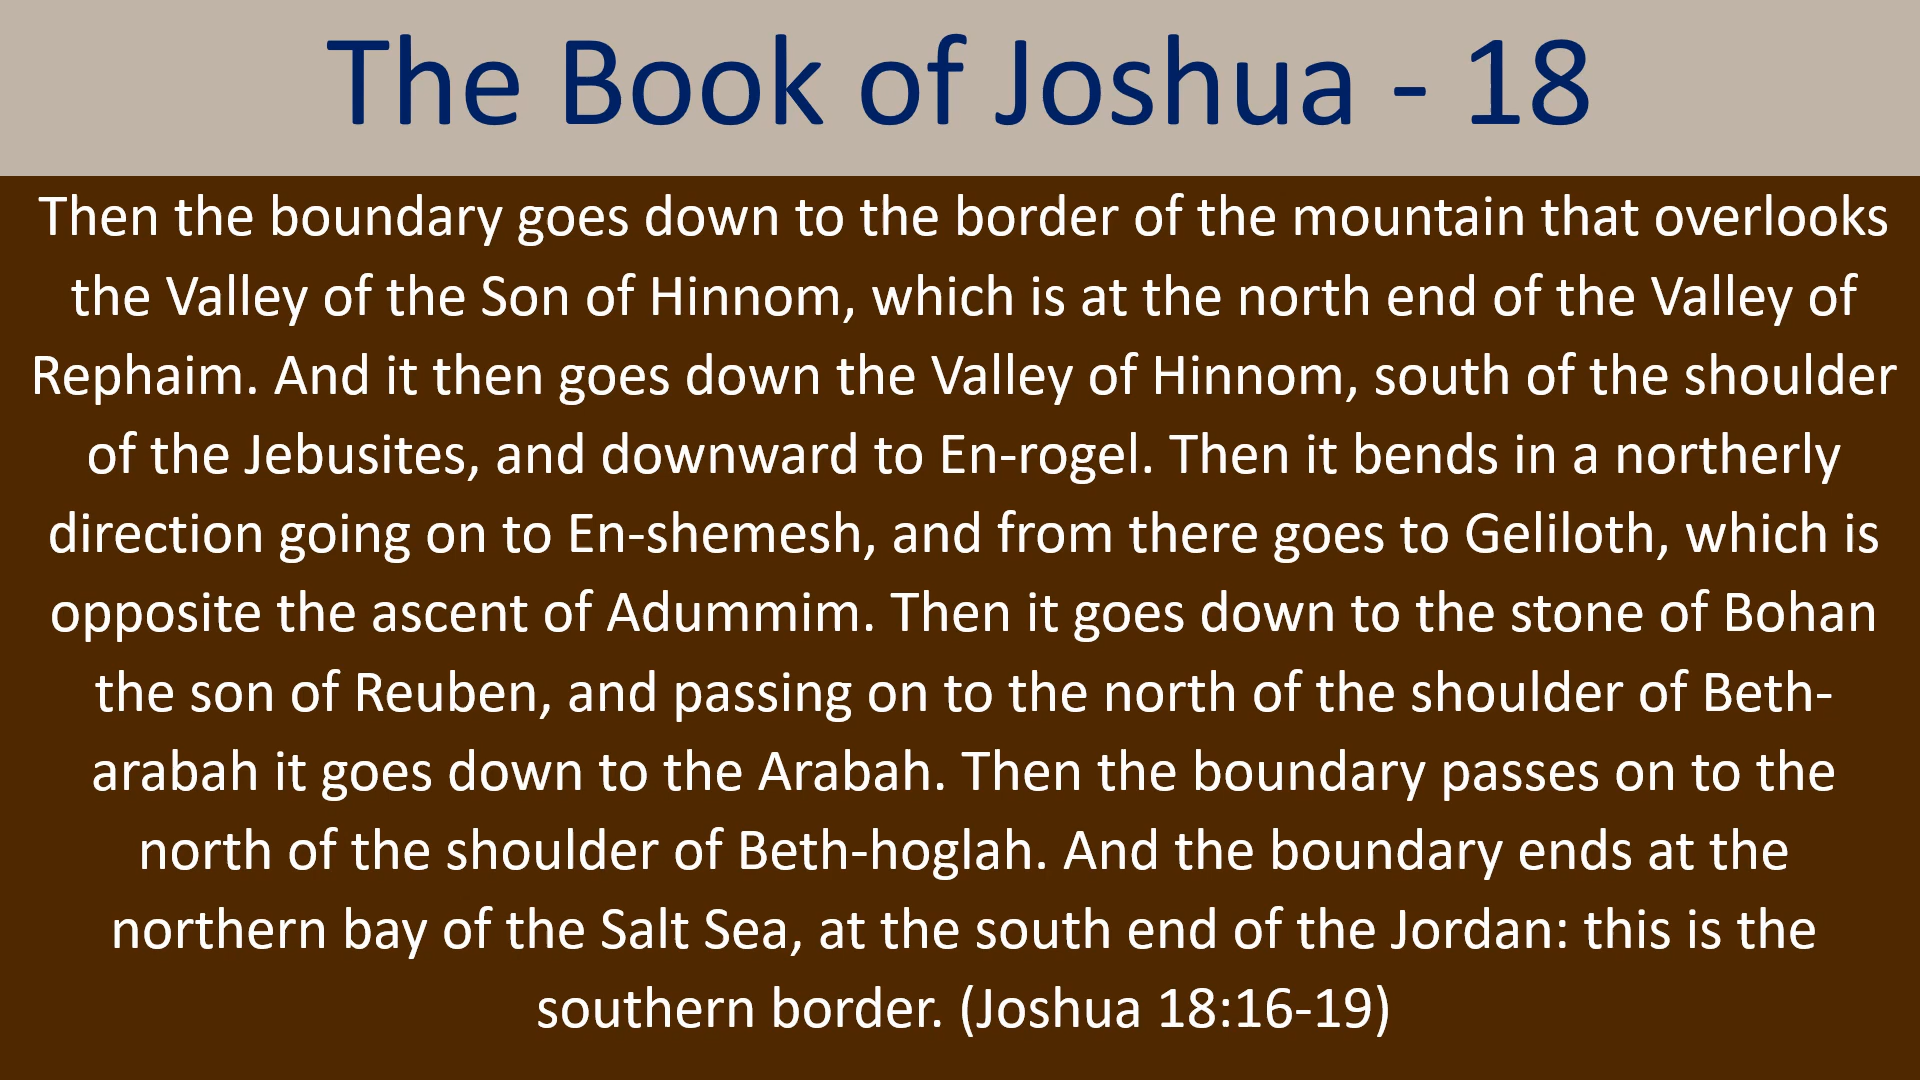 The Book of Joshua - 18
Then the boundary goes down to the border of the mountain that overlooks
the Valley of the Son of Hinnom, which is at the north end of the Valley of
Rephaim. And it then goes down the Valley of Hinnom, south of the shoulder
of the Jebusites, and downward to En-rogel. Then it bends in a northerly
direction going on to En-shemesh, and from there goes to Geliloth, which is
opposite the ascent of Adummim. Then it goes down to the stone of Bohan
the son of Reuben, and passing on to the north of the shoulder of Beth-
arabah it goes down to the Arabah. Then the boundary passes on to the
north of the shoulder of Beth-hoglah. And the boundary ends at the
northern bay of the Salt Sea, at the south end of the Jordan: this is the
southern border. (Joshua 18:16-19)